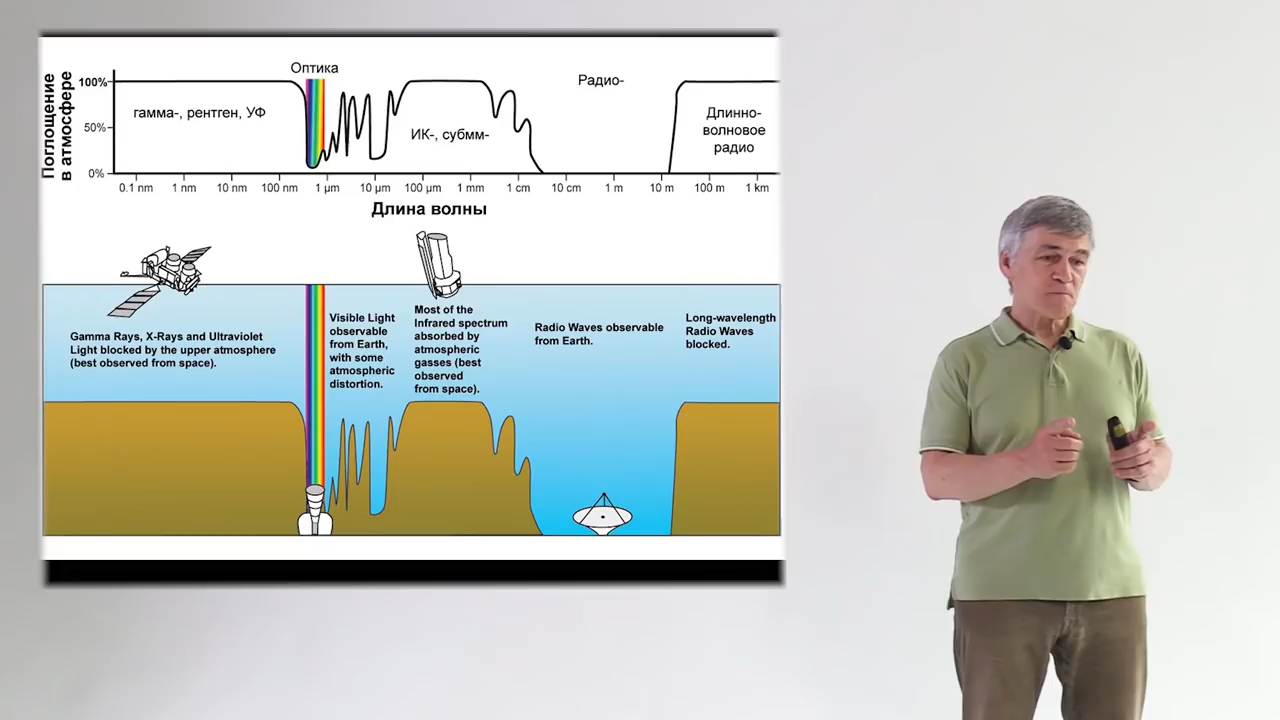 Оптика
Радио-
Поглощение
в атмосфере
100%
50%
0%
гамма-, рентген, УФ
ИК-, субмм-
Длинно-
волновое
радио
0.1 nm 1 nm 10 nm 100 nm 1 µm 10 µm 100 µm 1 mm 1 cm 10 cm 1 m 10 m 100 m 1 km
Длина волны
Gamma Rays, X-Rays and Ultraviolet
Light blocked by the upper atmosphere
(best observed from space).
Visible Light
observable
from Earth,
with some
atmospheric
distortion.
Most of the
Infrared spectrum
absorbed by
atmospheric
gasses (best
observed
from space).
Radio Waves observable
from Earth.
Long-wavelength
Radio Waves
blocked.